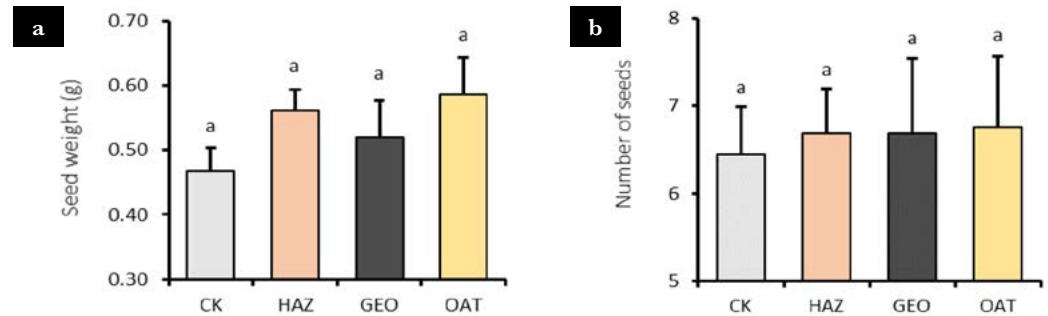 a
Seed weight (g)
0.70
0.60
0.50
0.40
0.30
a
a
a
a
CK
HAZ
GEO
OAT
b
Number of seeds
8
7
6
5
a
a
a
a
CK
HAZ
GEO
OAT